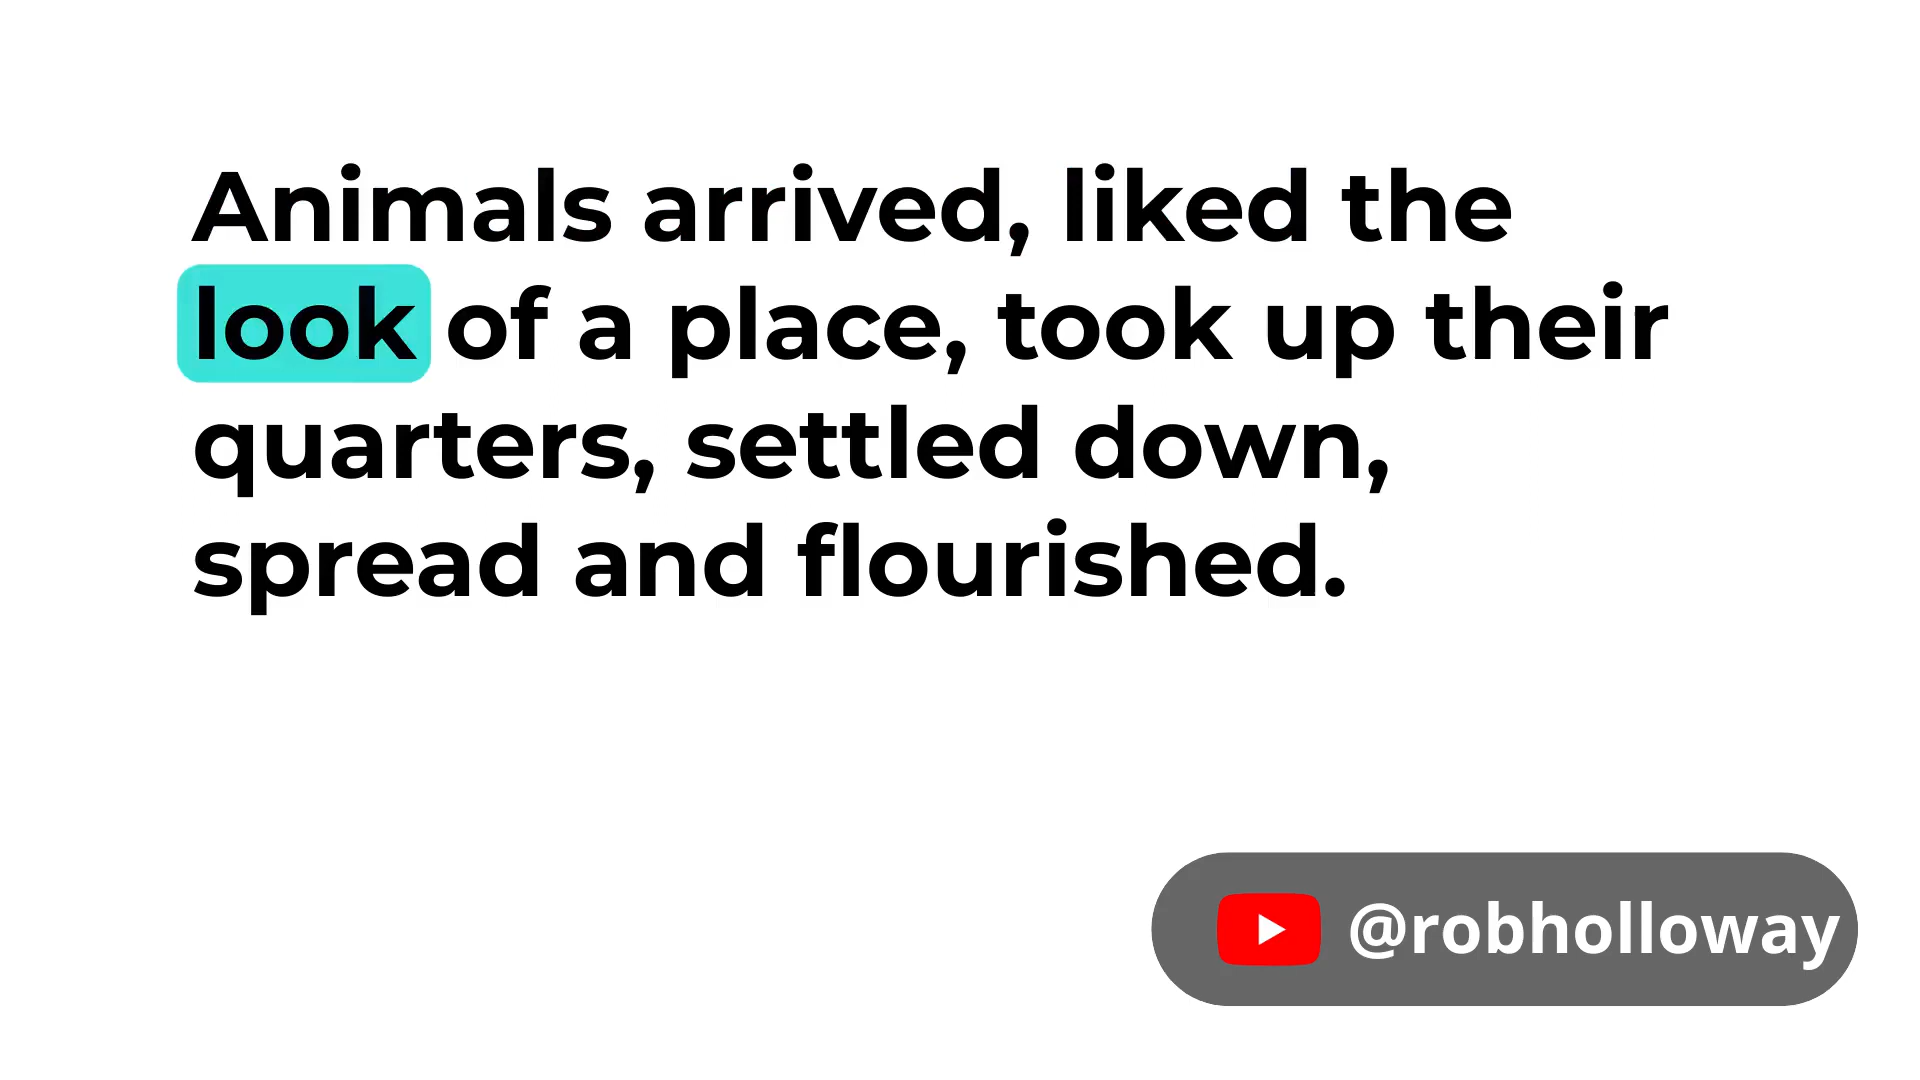 Animals arrived, liked the
look of a place, took up their
quarters, settled down,
spread and flourished.
@robholloway